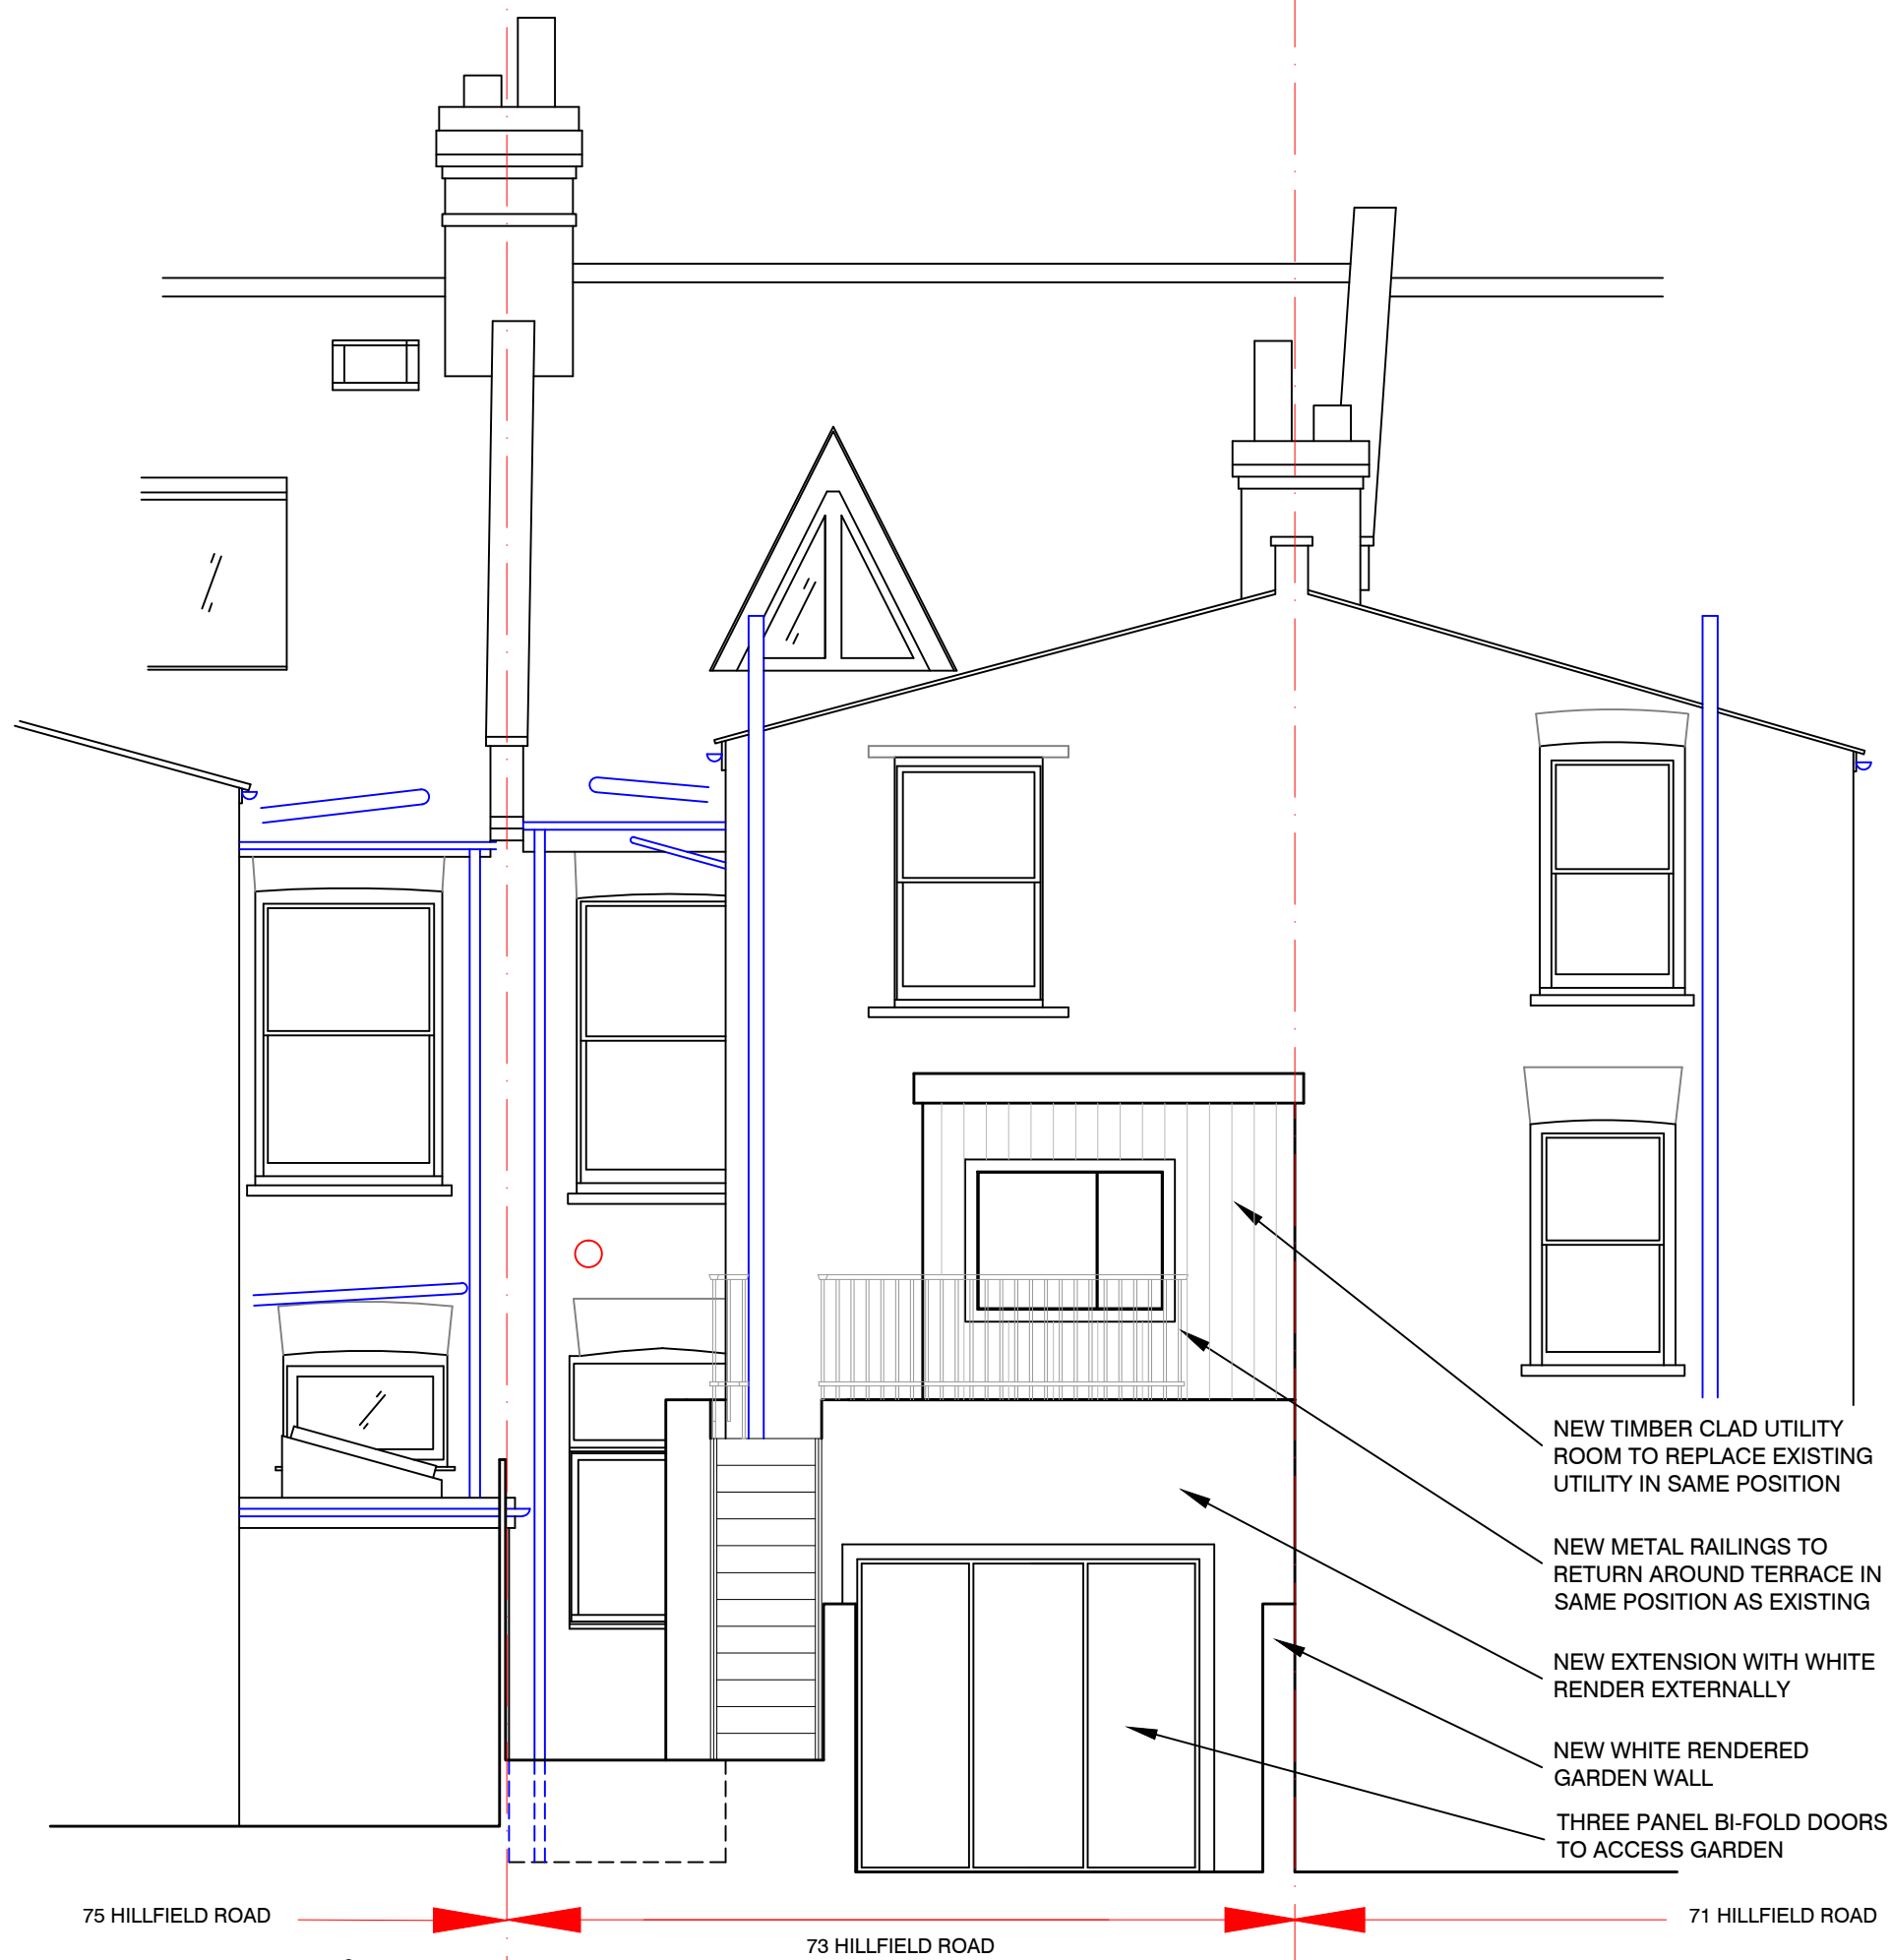 NEW TIMBER CLAD UTILITY
ROOM TO REPLACE EXISTING
UTILITY IN SAME POSITION
NEW METAL RAILINGS TO
RETURN AROUND TERRACE IN
SAME POSITION AS EXISTING
NEW EXTENSION WITH WHITE
RENDER EXTERNALLY
NEW WHITE RENDERED
GARDEN WALL
THREE PANEL BI-FOLD DOORS
TO ACCESS GARDEN
75 HILLFIELD ROAD
73 HILLFIELD ROAD
71 HILLFIELD ROAD